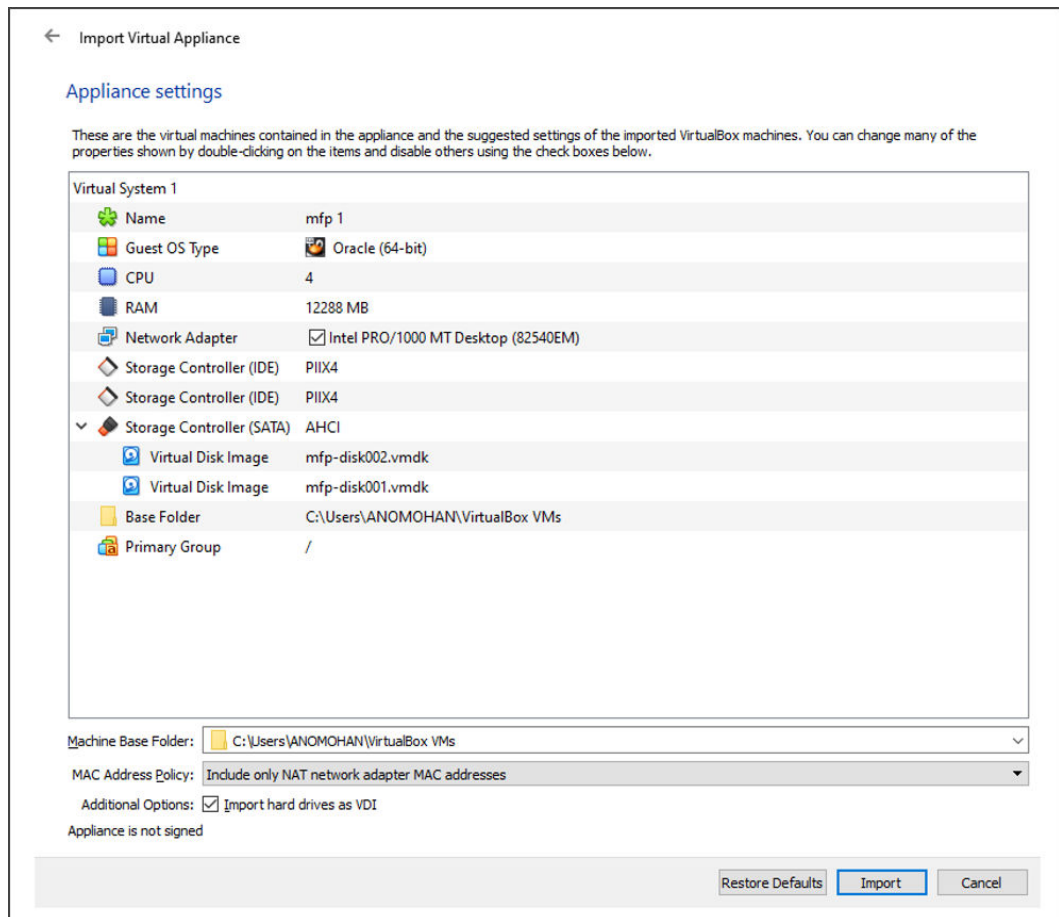 Import Virtual Appliance
Appliance settings
These are the virtual machines contained in the appliance and the suggested settings of the imported VirtualBox machines. You can change many of the
properties shown by double-clicking on the items and disable others using the check boxes below.
Virtual System 1
Name mfp 1
Guest OS Type Oracle (64-bit)
CPU 4
RAM 12288 MB
Network Adapter Intel PRO/1000 MT Desktop (82540EM)
Storage Controller (IDE) PIIX4
Storage Controller (IDE) PIIX4
Storage Controller (SATA) AHCI
Virtual Disk Image mfp-disk002.vmdk
Virtual Disk Image mfp-disk001.vmdk
Base Folder C:\Users\ANOMOHAN\VirtualBox VMs
Primary Group /
Machine Base Folder: C:\Users\ANOMOHAN\VirtualBox VMs
MAC Address Policy: Include only NAT network adapter MAC addresses
Additional Options: Import hard drives as VDI
Appliance is not signed
Restore Defaults Import Cancel